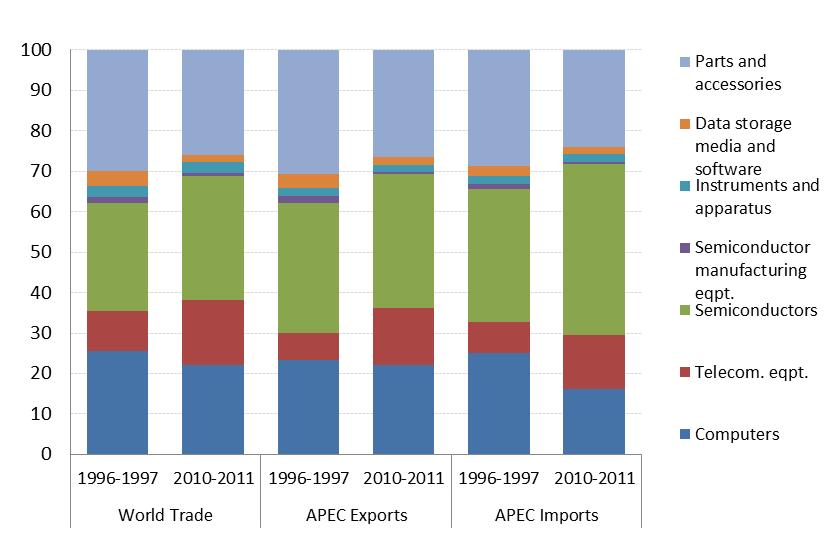 100
90
80
70
60
50
40
30
20
10
0
1996-1997 2010-2011 1996-1997 2010-2011 1996-1997 2010-2011
World Trade APEC Exports APEC Imports
Parts and
accessories
Data storage
media and
software
Instruments and
apparatus
Semiconductor
manufacturing
eqpt.
Semiconductors
Telecom. eqpt.
Computers